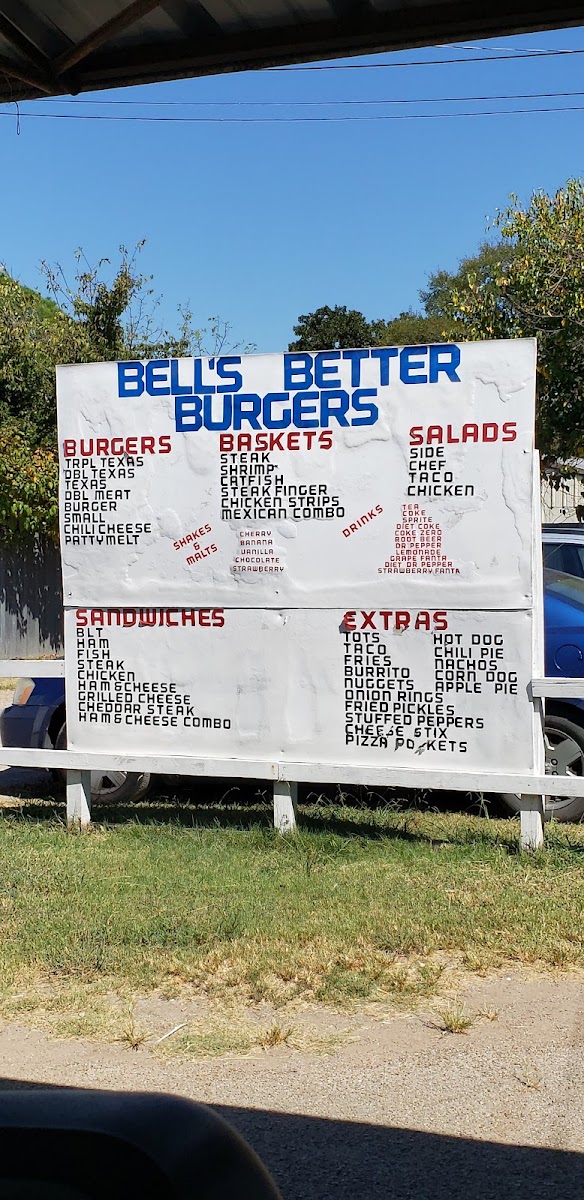 BELL'S BETTER
BURGERS
BURGERS
TRPL TEXAS
DBL TEXAS
TEXAS
DBL MEAT
BURGER
SMALL
CHILI CHEESE
PATTY MELT
BASKETS
STEAK
SHRIMP
CATFISH
STEAK FINGER
CHICKEN STRIPS
MEXICAN COMBO
SALADS
SIDE
CHEF
TACO
CHICKEN
SHAKES
&
MALTS
CHERRY
BANANA
VANILLA
CHOCOLATE
STRAWBERRY
DRINKS
TEA
COKE
SPRITE
DIET COKE
COKE ZERO
ROOT BEER
DR PEPPER
LEMONADE
GRAPE FANTA
DIET DR PEPPER
STRAWBERRY FANTA
SANDWICHES
BLT
HAM
FISH
STEAK
CHICKEN
HAM & CHEESE
GRILLED CHEESE
CHEDDAR STEAK
HAM & CHEESE COMBO
EXTRAS
TOTS
TACO
FRIES
BURRITO
NUGGETS
ONION RINGS
FRIED PICKLES
STUFFED PEPPERS
CHEESE STIX
PIZZA POCKETS
HOT DOG
CHILI PIE
NACHOS
CORN DOG
APPLE PIE